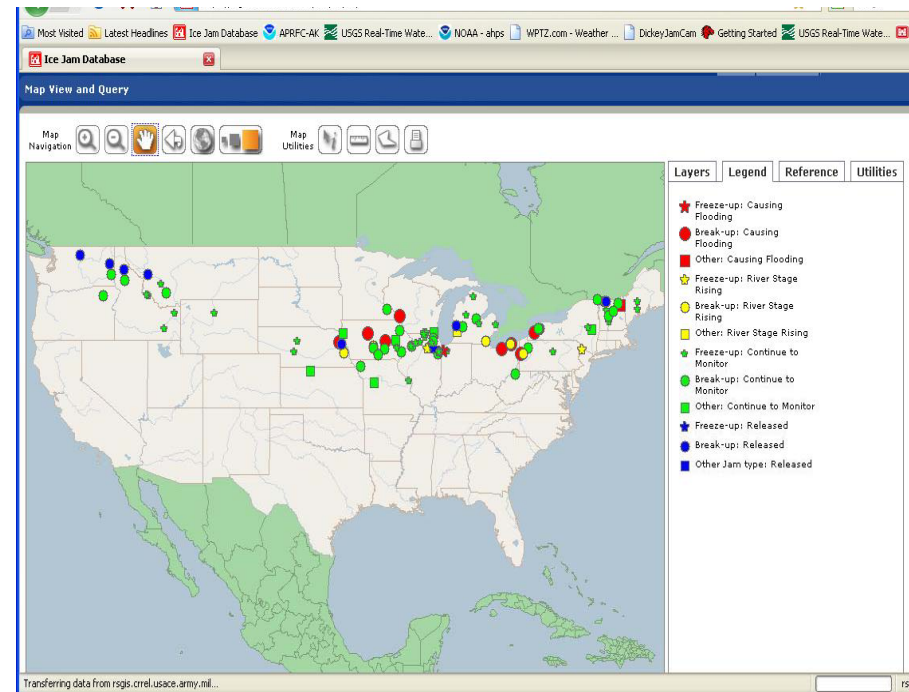 Most Visited Latest Headlines Ice Jam Database APRFC-AK USGS Real-Time Wate... NOAA - ahps WPTZ.com - Weather ... DickeyJamCam Getting Started USGS Real-Time Wate...
Ice Jam Database
Map View and Query
Map Navigation
Map Utilities
Layers Legend Reference Utilities
Freeze-up: Causing
Flooding
Break-up: Causing
Flooding
Other: Causing Flooding
Freeze-up: River Stage
Rising
Break-up: River Stage
Rising
Other: River Stage Rising
Freeze-up: Continue to
Monitor
Break-up: Continue to
Monitor
Other: Continue to Monitor
Freeze-up: Released
Break-up: Released
Other Jam type: Released
Transferring data from rsgis.crrel.usace.army.mil...
rs